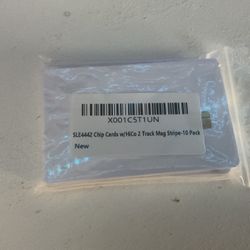 X001C5T1UN
SLE4442 Chip Cards w/HiCo 2 Track Mag Stripe-10 Pack
New